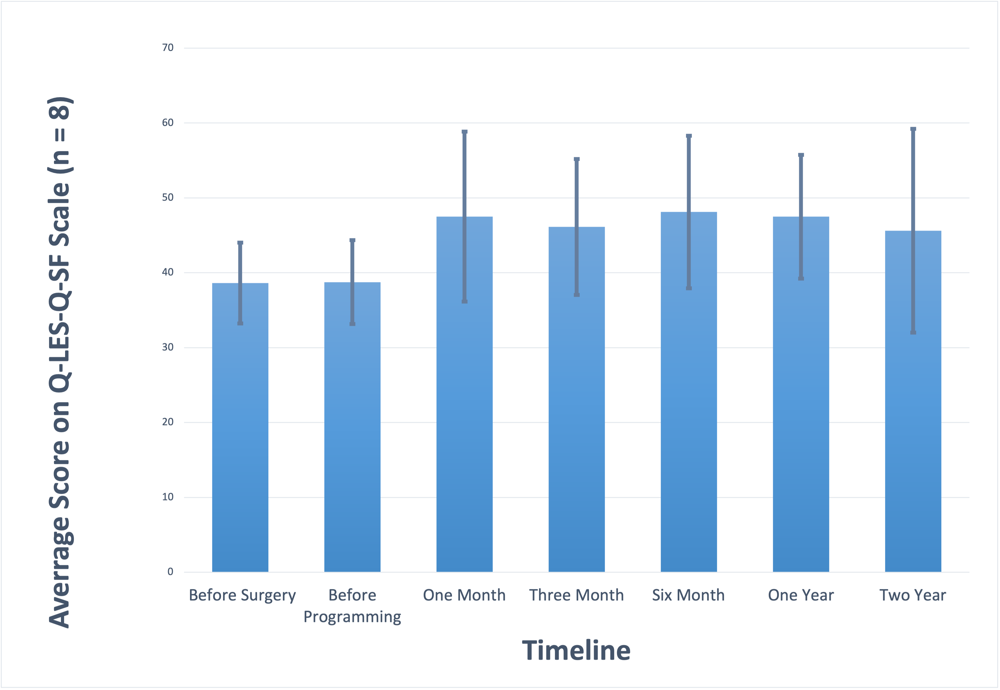 Average Score on Q-LES-Q-SF Scale (n = 8)
70
60
50
40
30
20
10
0
Before Surgery
Before
Programming
One Month
Three Month
Six Month
One Year
Two Year
Timeline